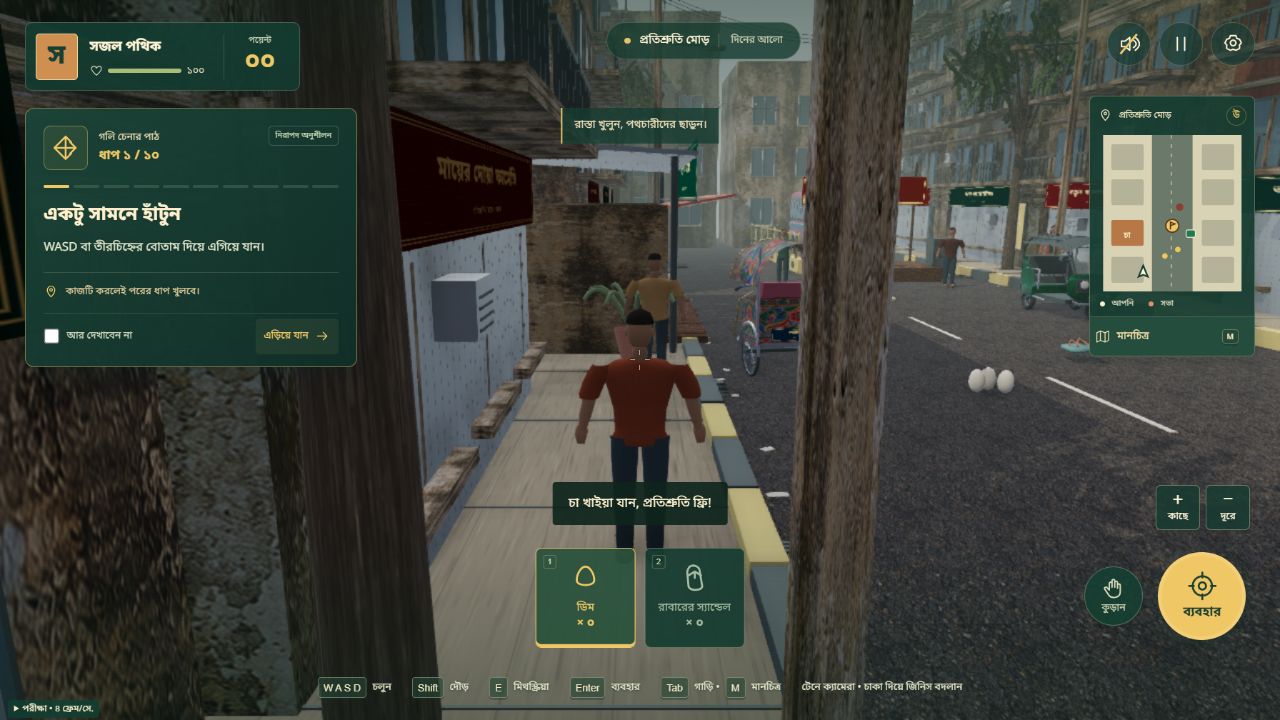 স
সজল পথিক
১০০
পয়েন্ট
০০
প্রতিশ্রুতি মোড়
দিনের আলো
রাস্তা খুলুন, পথচারীদের ছাড়ুন।
গলি চেনার পাঠ
ধাপ ১ / ১০
নিরাপদ অনুশীলন
একটু সামনে হাঁটুন
WASD বা তীরচিহ্নের বোতাম দিয়ে এগিয়ে যান।
কাজটি করলেই পরের ধাপ খুলবে।
আর দেখাবেন না
এড়িয়ে যান →
মায়ের দোয়া
প্রতিশ্রুতি মোড়
উ
চা
আপনি
সভা
মানচিত্র
M
চা খাইয়া যান, প্রতিশ্রুতি ফ্রি!
1
ডিম
× ০
2
রাবারের স্যান্ডেল
× ০
+
কাছে
−
দূরে
কুড়ান
ব্যবহার
W A S D চলুন
Shift দৌড়
E মিথস্ক্রিয়া
Enter ব্যবহার
Tab গাড়ি •
M মানচিত্র
টেনে ক্যামেরা • চাকা দিয়ে জিনিস বদলান
▶ পরীক্ষা • ৪ ফ্রেম/সে.